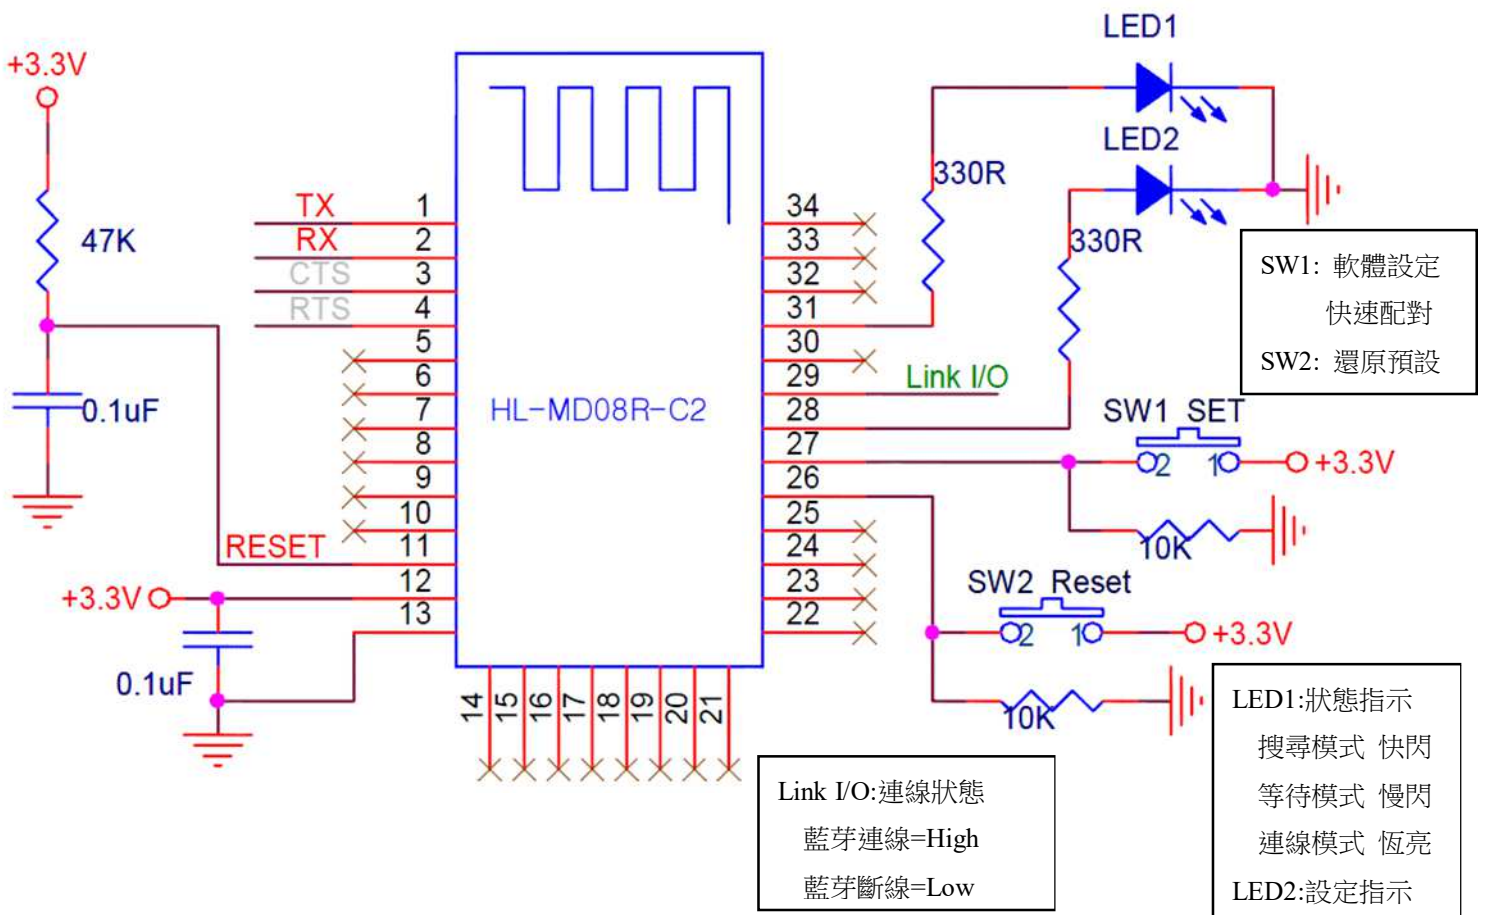 LED1
+3.3V
LED2
330R
TX
1
34
RX
2
33
47K
330R
CTS
3
32
RTS
4
31
5
30
6
29
Link I/O
7
28
0.1uF
HL-MD08R-C2
8
27
9
26
10
25
RESET
11
24
+3.3V
12
23
13
22
0.1uF
14
15
16
17
18
19
20
21
SW1: 軟體設定
快速配對
SW2: 還原預設
SW1 SET
2
1
+3.3V
10K
SW2 Reset
2
1
+3.3V
10K
Link I/O:連線狀態
藍芽連線=High
藍芽斷線=Low
LED1:狀態指示
搜尋模式 快閃
等待模式 慢閃
連線模式 恆亮
LED2:設定指示